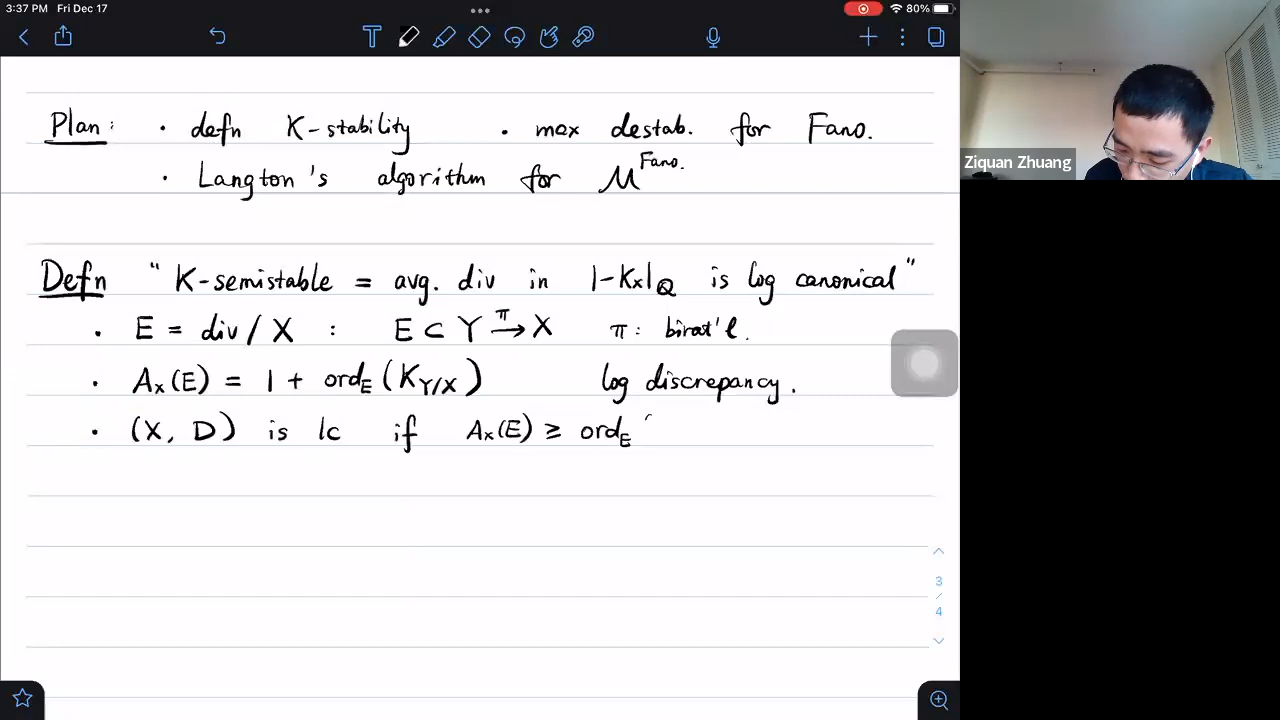 3:37 PM Fri Dec 17
80%
Plan: · defn K-stability · max destab. for Fano.
· Langton's algorithm for M^Fano.
Defn "K-semistable = avg. div in |-Kx|_Q is log canonical"
· E = div/X : E ⊂ Y →^π X π: birat'l.
· A_X(E) = 1 + ord_E (K_Y/X) log discrepancy.
· (X, D) is lc if A_X(E) ≥ ord_E
Ziquan Zhuang
3
/
4